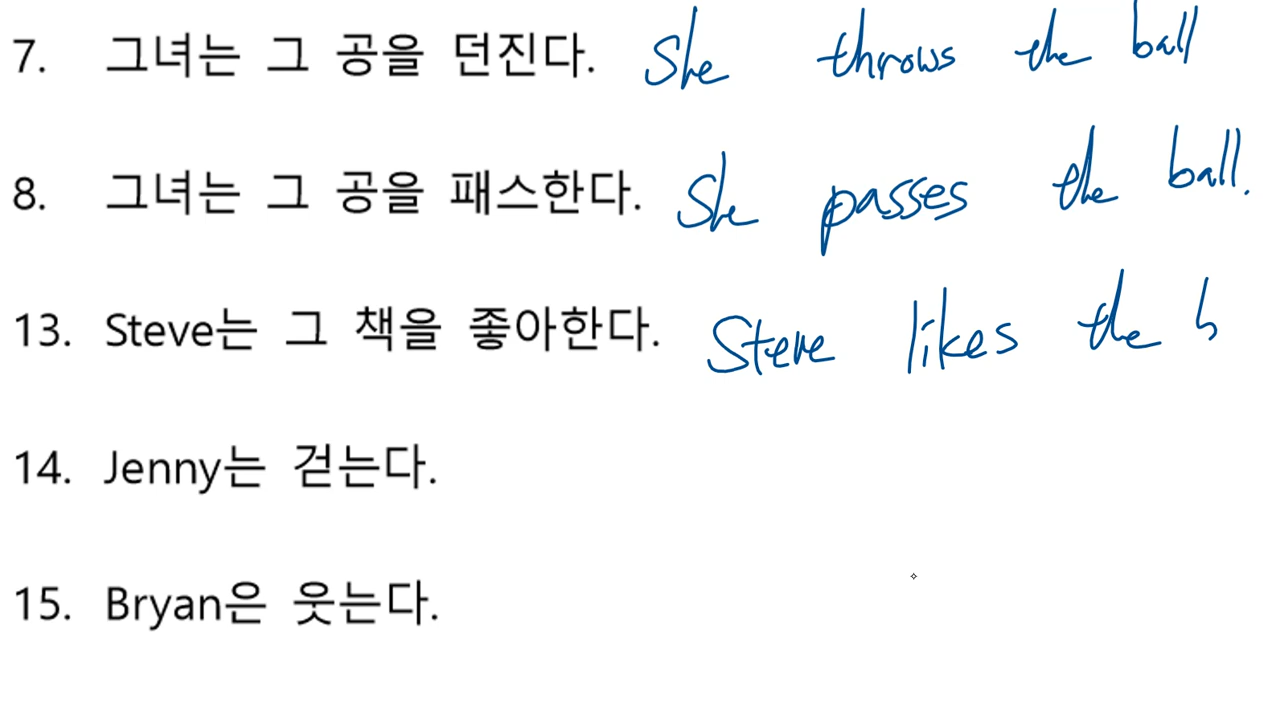 7. 그녀는 그 공을 던진다. She throws the ball
8. 그녀는 그 공을 패스한다. She passes the ball.
13. Steve는 그 책을 좋아한다. Steve likes the b
14. Jenny는 걷는다.
15. Bryan은 웃는다.